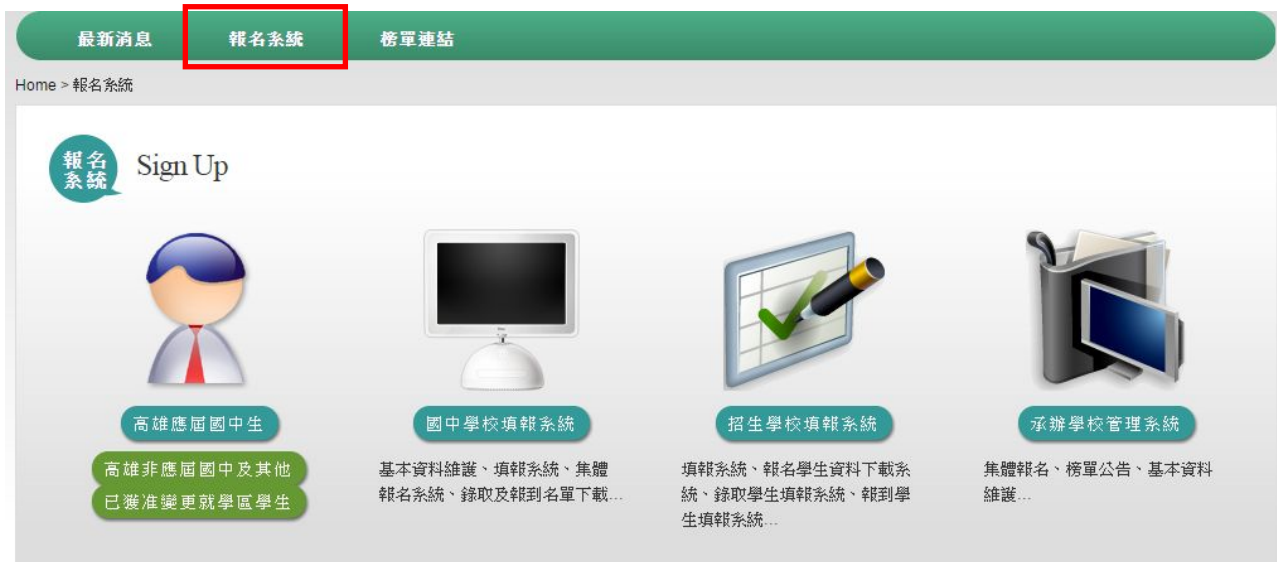 最新消息 報名系統 榜單連結
Home > 報名系統
報名
系統
Sign Up
高雄應屆國中生
高雄非應屆國中及其他
已獲准變更就學區學生
國中學校填報系統
基本資料維護、填報系統、集體
報名系統、錄取及報到名單下載...
招生學校填報系統
填報系統、報名學生資料下載系
統、錄取學生填報系統、報到學
生填報系統...
承辦學校管理系統
集體報名、榜單公告、基本資料
維護...